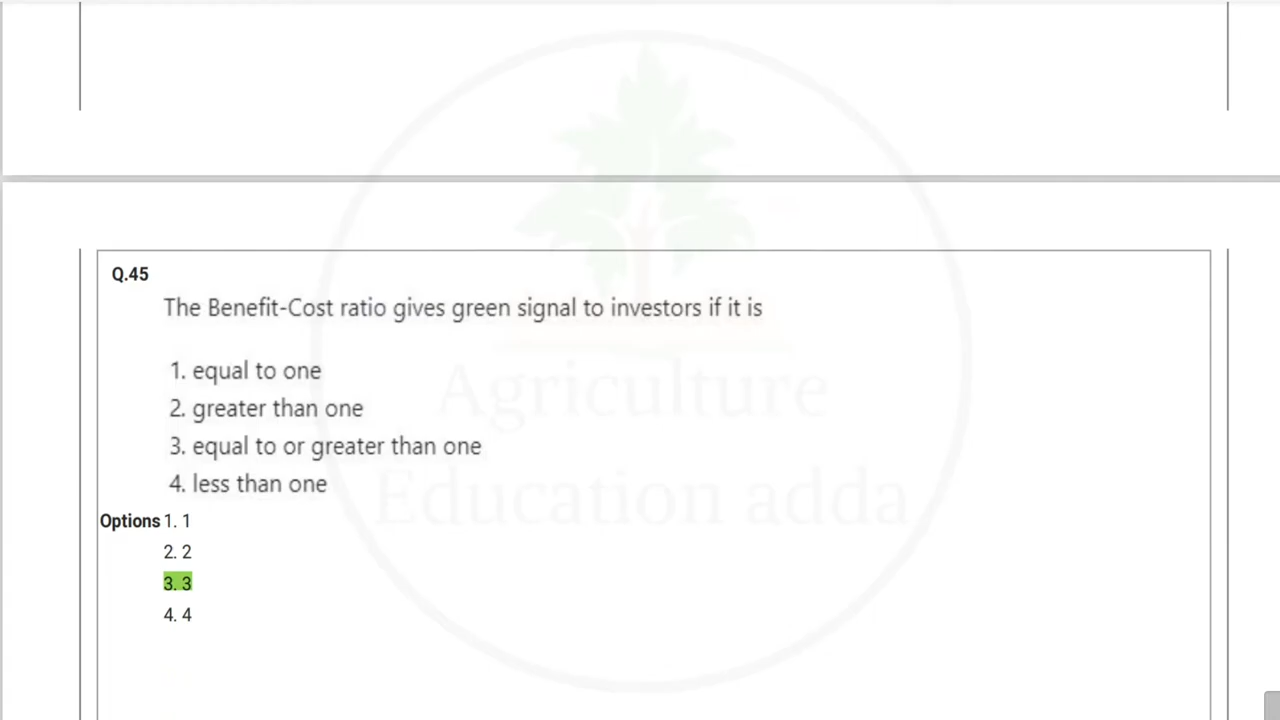 Q.45
The Benefit-Cost ratio gives green signal to investors if it is
1. equal to one
2. greater than one
3. equal to or greater than one
4. less than one
Options 1. 1
2. 2
3. 3
4. 4
Agriculture
Education adda